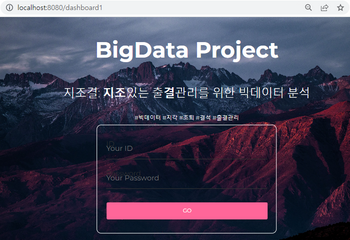 localhost:8080/dashboard1
BigData Project
지조결: 지조있는 출결관리를 위한 빅데이터 분석
#빅데이터 #지각 #조퇴 #결석 #출결관리
Your ID
Your Password
GO